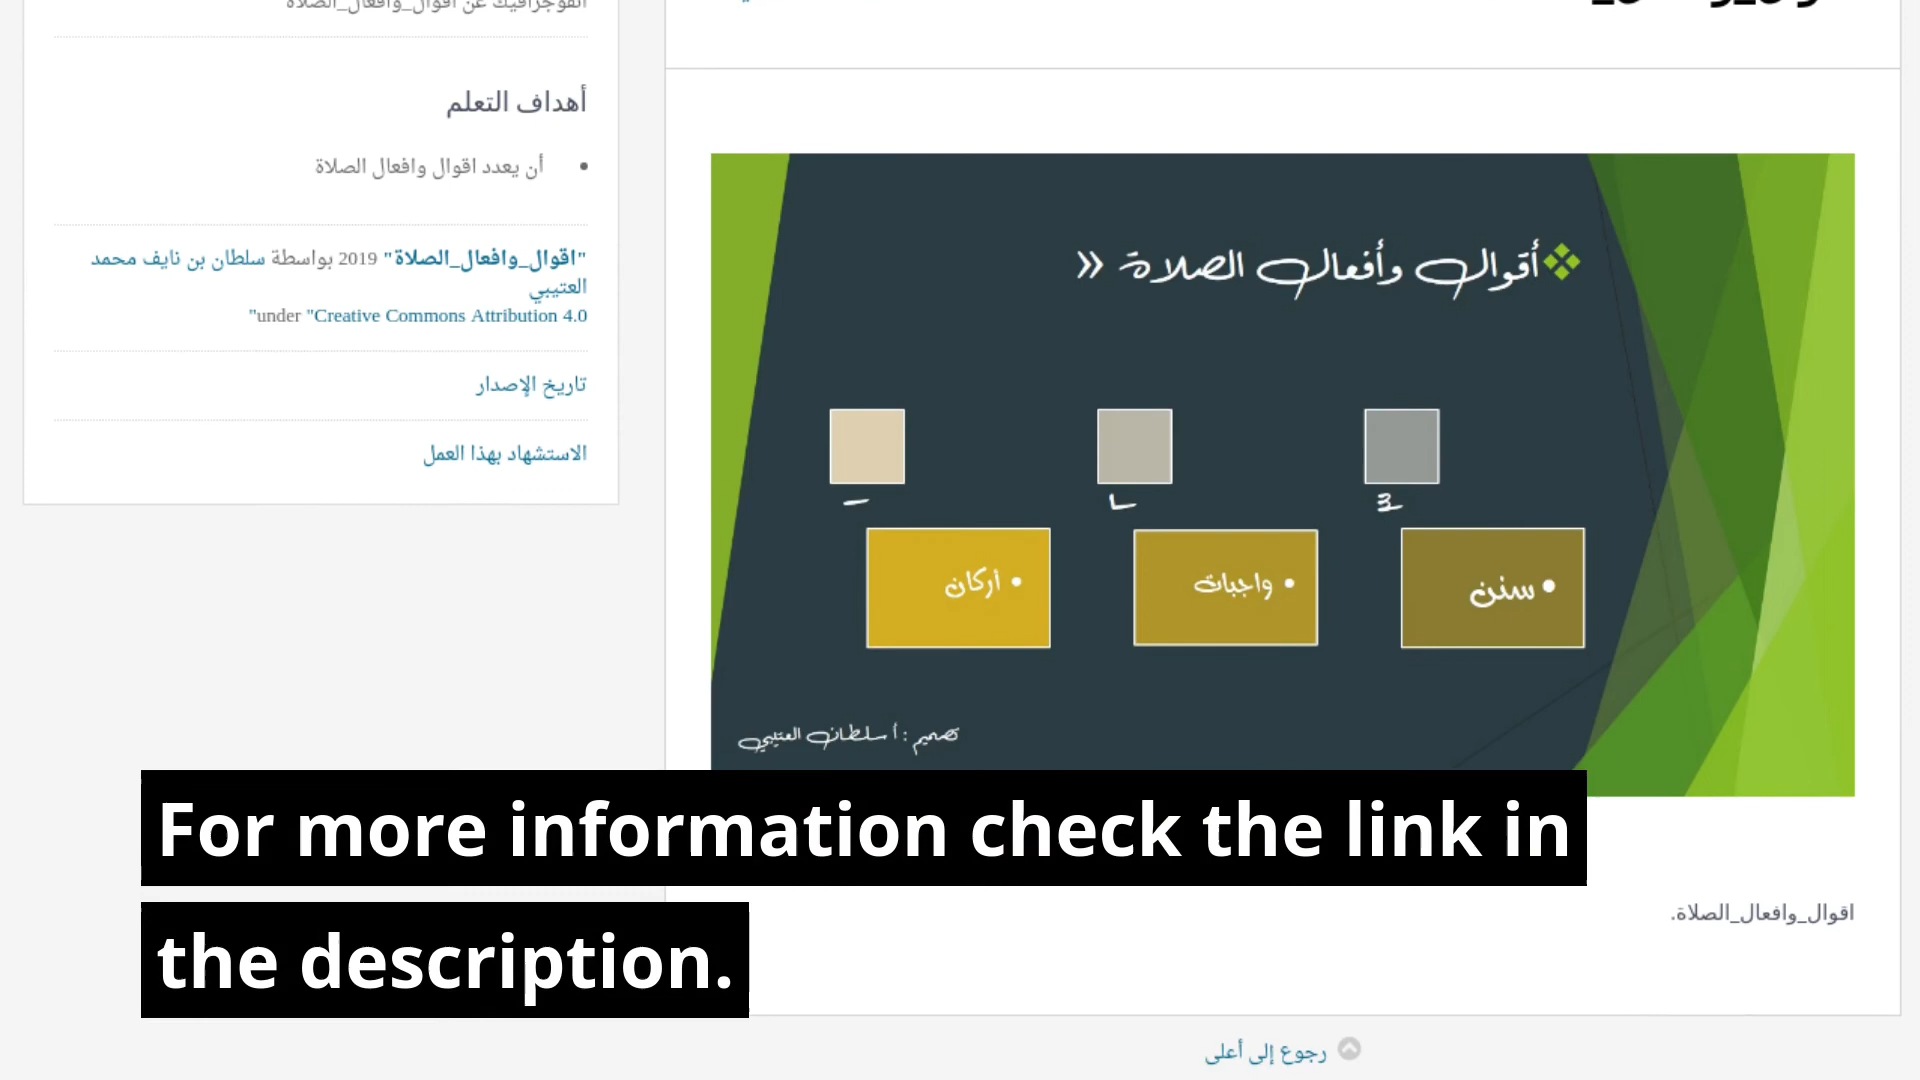 أهداف التعلم
• أن يعدد اقوال وافعال الصلاة
"اقوال_وافعال_الصلاة" 2019 بواسطة سلطان بن نايف محمد
العتيبي
"under "Creative Commons Attribution 4.0
تاريخ الإصدار
الاستشهاد بهذا العمل
أقوال وأفعال الصلاة »
• سنن
• واجبات
• أركان
تصميم : أ سلطان العتيبي
For more information check the link in
the description.
اقوال_وافعال_الصلاة.
رجوع إلى أعلى